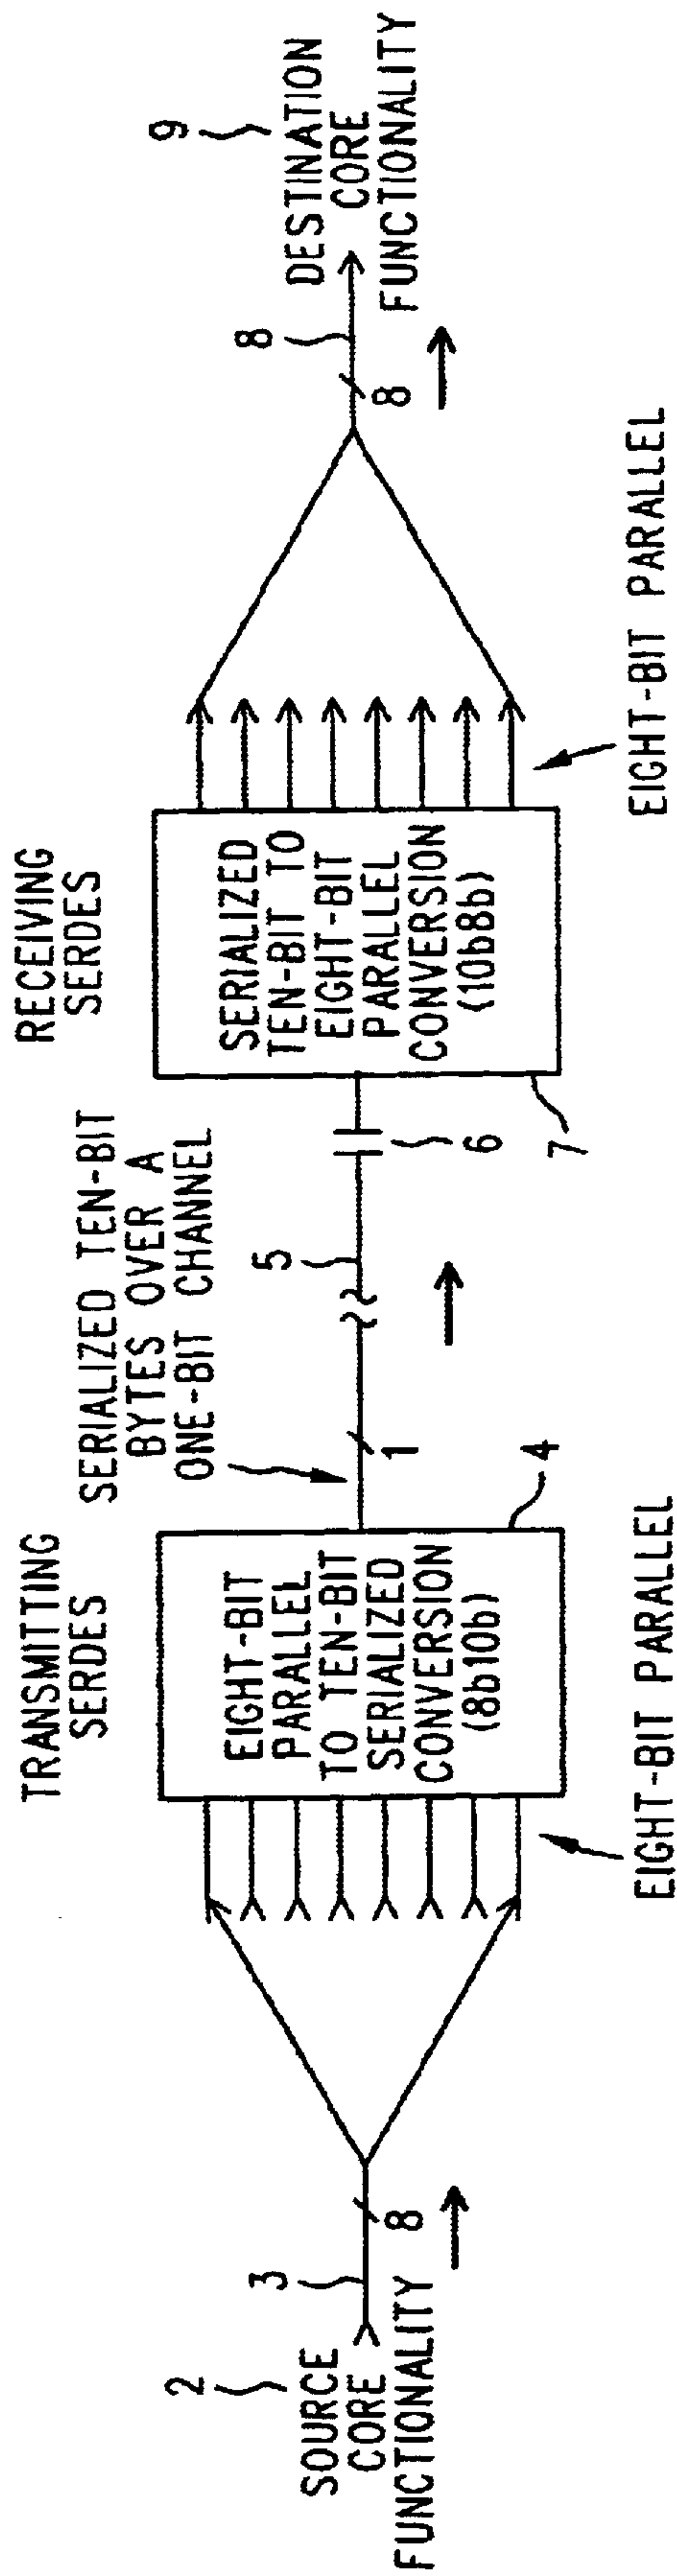 TRANSMITTING
SERDES
SERIALIZED TEN-BIT
BYTES OVER A
ONE-BIT CHANNEL
RECEIVING
SERDES
2
SOURCE
CORE
FUNCTIONALITY
3
8
EIGHT-BIT
PARALLEL
TO TEN-BIT
SERIALIZED
CONVERSION
(8b10b)
4
EIGHT-BIT PARALLEL
1
5
6
SERIALIZED
TEN-BIT TO
EIGHT-BIT
PARALLEL
CONVERSION
(10b8b)
7
EIGHT-BIT PARALLEL
8
8
9
DESTINATION
CORE
FUNCTIONALITY